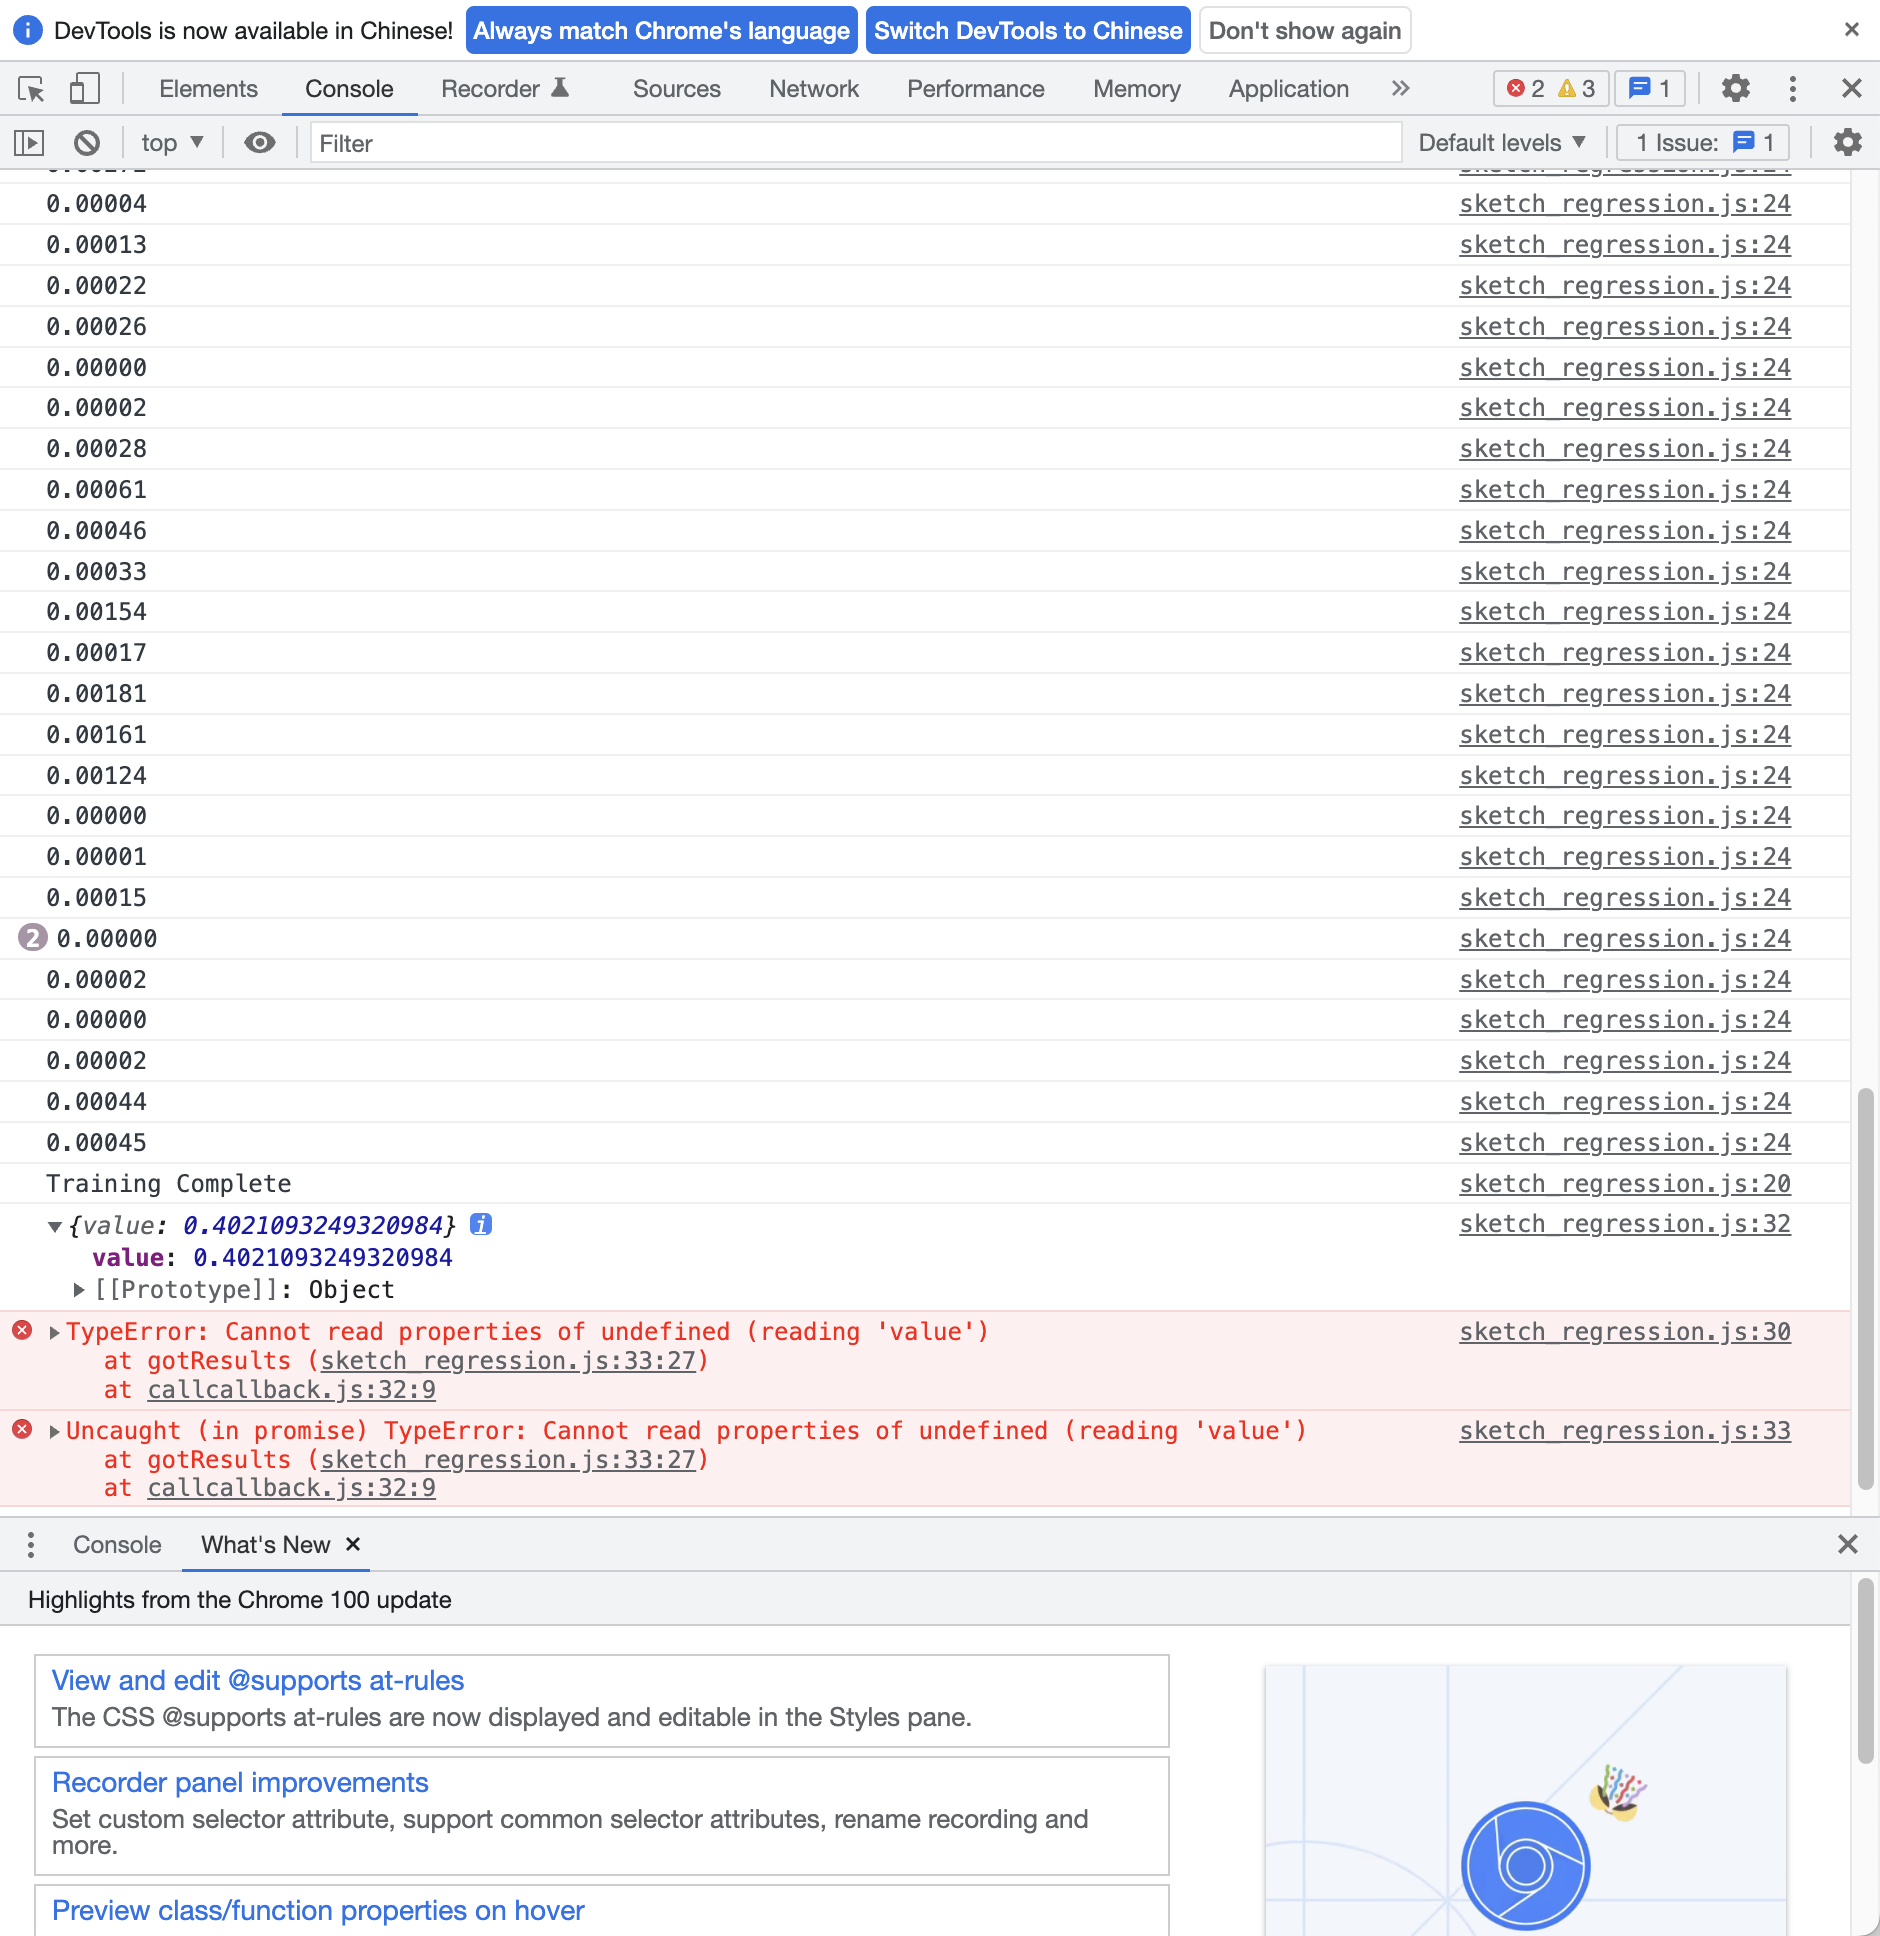 DevTools is now available in Chinese! Always match Chrome's language Switch DevTools to Chinese Don't show again
Elements Console Recorder Sources Network Performance Memory Application 2 3 1
top Filter Default levels 1 Issue: 1
0.00004 sketch_regression.js:24
0.00013 sketch_regression.js:24
0.00022 sketch_regression.js:24
0.00026 sketch_regression.js:24
0.00000 sketch_regression.js:24
0.00002 sketch_regression.js:24
0.00028 sketch_regression.js:24
0.00061 sketch_regression.js:24
0.00046 sketch_regression.js:24
0.00033 sketch_regression.js:24
0.00154 sketch_regression.js:24
0.00017 sketch_regression.js:24
0.00181 sketch_regression.js:24
0.00161 sketch_regression.js:24
0.00124 sketch_regression.js:24
0.00000 sketch_regression.js:24
0.00001 sketch_regression.js:24
0.00015 sketch_regression.js:24
2 0.00000 sketch_regression.js:24
0.00002 sketch_regression.js:24
0.00000 sketch_regression.js:24
0.00002 sketch_regression.js:24
0.00044 sketch_regression.js:24
0.00045 sketch_regression.js:24
Training Complete sketch_regression.js:20
{value: 0.4021093249320984} sketch_regression.js:32
value: 0.4021093249320984
[[Prototype]]: Object
TypeError: Cannot read properties of undefined (reading 'value') sketch_regression.js:30
at gotResults (sketch_regression.js:33:27)
at callcallback.js:32:9
Uncaught (in promise) TypeError: Cannot read properties of undefined (reading 'value') sketch_regression.js:33
at gotResults (sketch_regression.js:33:27)
at callcallback.js:32:9
Console What's New
Highlights from the Chrome 100 update
View and edit @supports at-rules
The CSS @supports at-rules are now displayed and editable in the Styles pane.
Recorder panel improvements
Set custom selector attribute, support common selector attributes, rename recording and
more.
Preview class/function properties on hover